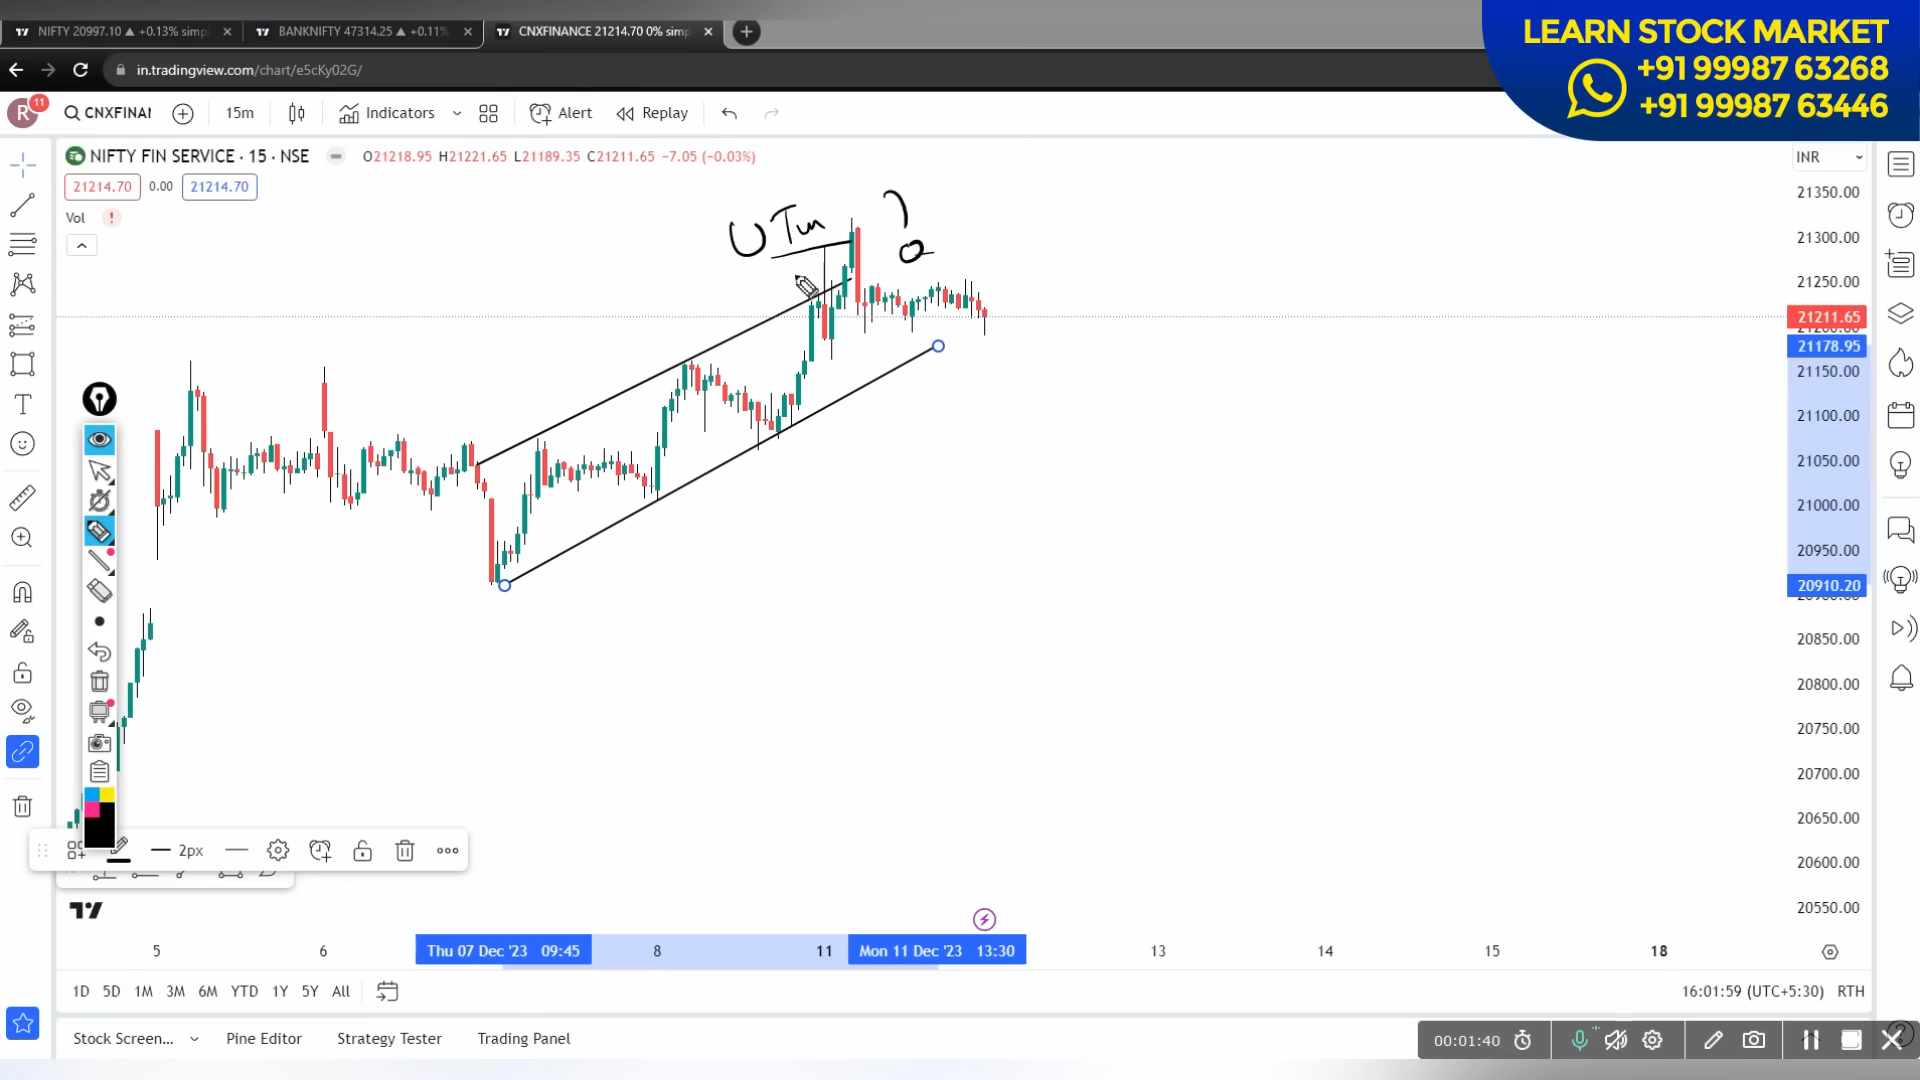 NIFTY 20997.10 ▲ +0.13% simp
BANKNIFTY 47314.25 ▲ +0.11%
CNXFINANCE 21214.70 0% simp
LEARN STOCK MARKET
+91 99987 63268
+91 99987 63446
in.tradingview.com/chart/e5cKy02G/
R
11
CNXFINA
15m
Indicators
Alert
Replay
NIFTY FIN SERVICE · 15 · NSE
O21218.95 H21221.65 L21189.35 C21211.65 −7.05 (−0.03%)
INR
21214.70
0.00
21214.70
Vol
UTm
21350.00
21300.00
21250.00
21211.65
21178.95
21150.00
21100.00
21050.00
21000.00
20950.00
20910.20
20850.00
20800.00
20750.00
20700.00
20650.00
20600.00
20550.00
2px
5
6
Thu 07 Dec '23 09:45
8
11
Mon 11 Dec '23 13:30
13
14
15
18
1D 5D 1M 3M 6M YTD 1Y 5Y All
16:01:59 (UTC+5:30) RTH
Stock Screen...
Pine Editor
Strategy Tester
Trading Panel
00:01:40